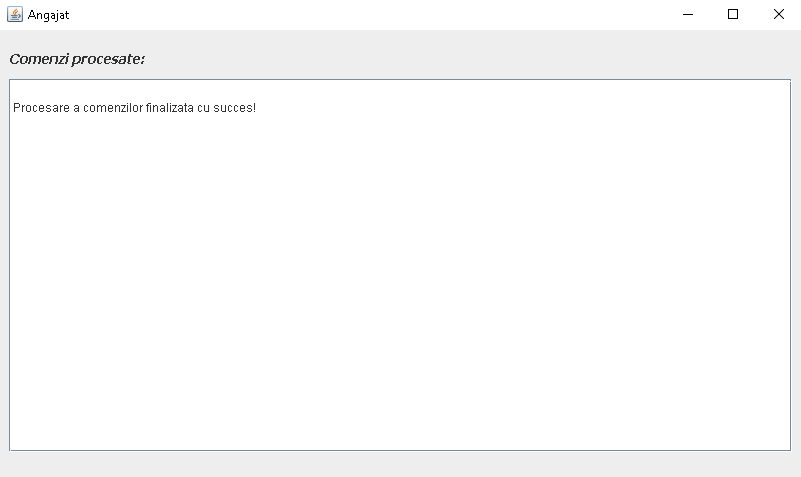 Angajat
Comenzi procesate:
Procesare a comenzilor finalizata cu succes!